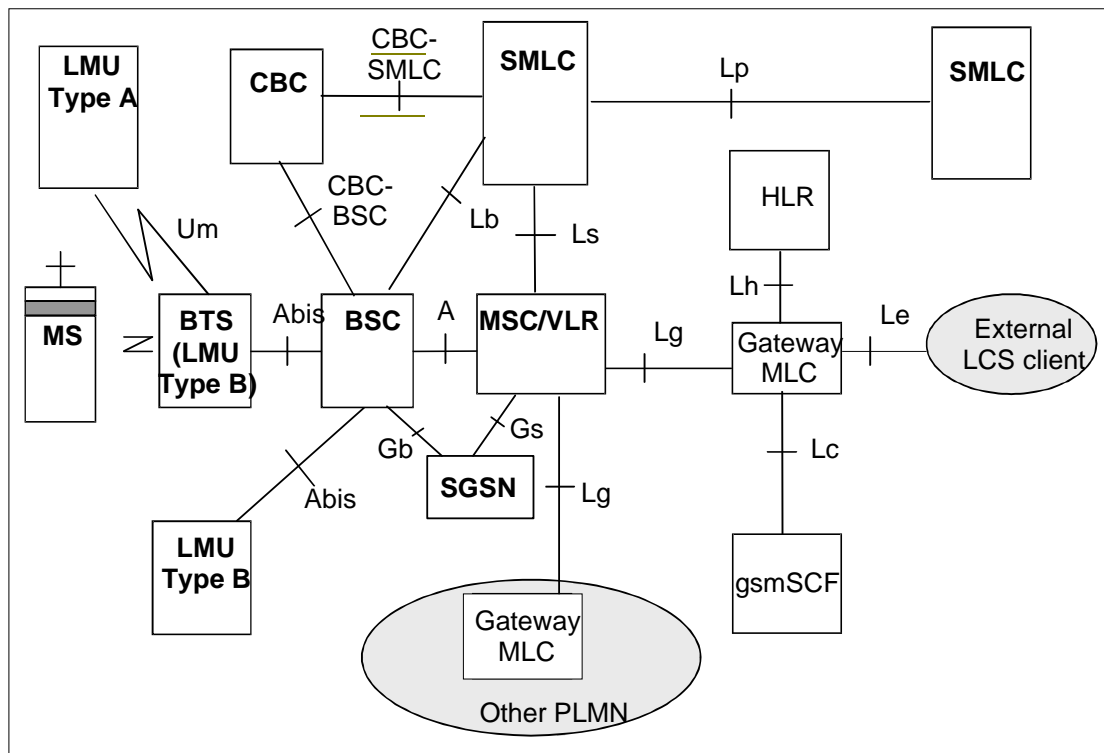 LMU
Type A
CBC
CBC-
SMLC
SMLC
Lp
SMLC
CBC-
BSC
Lb
Ls
HLR
Um
Lh
MS
BTS
(LMU
Type B)
Abis
BSC
A
MSC/VLR
Lg
Gateway
MLC
Le
External
LCS client
Gb
Gs
SGSN
Lc
Abis
Lg
LMU
Type B
gsmSCF
Gateway
MLC
Other PLMN